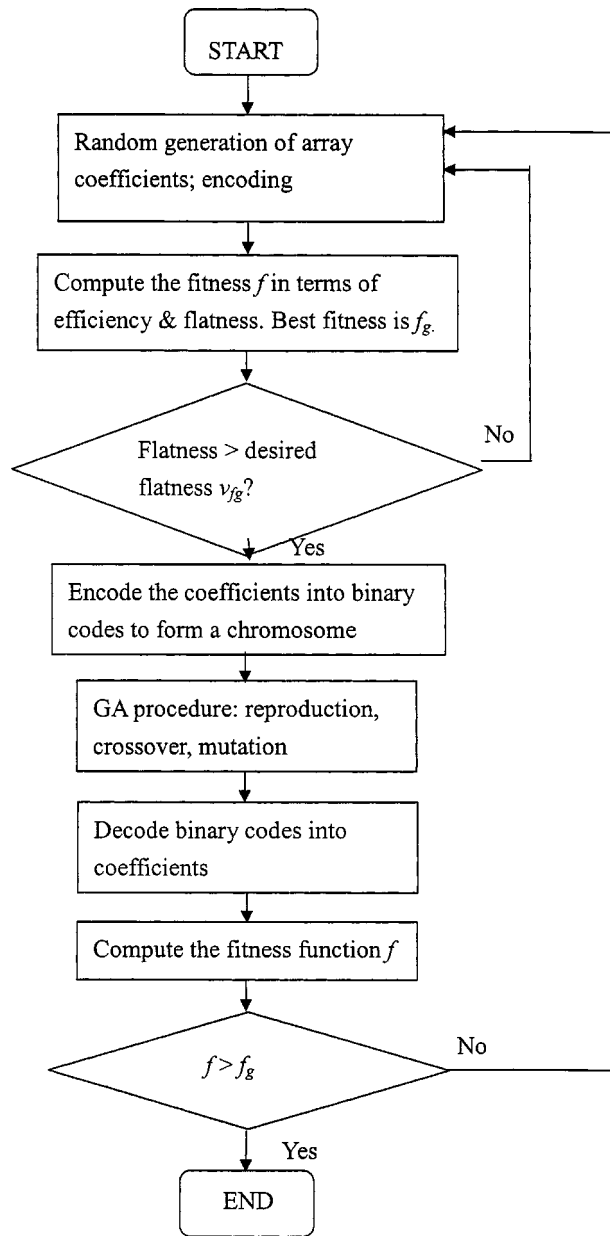 START
Random generation of array
coefficients; encoding
Compute the fitness f in terms of
efficiency & flatness. Best fitness is fg.
Flatness > desired
flatness vfg?
No
Yes
Encode the coefficients into binary
codes to form a chromosome
GA procedure: reproduction,
crossover, mutation
Decode binary codes into
coefficients
Compute the fitness function f
f > fg
No
Yes
END